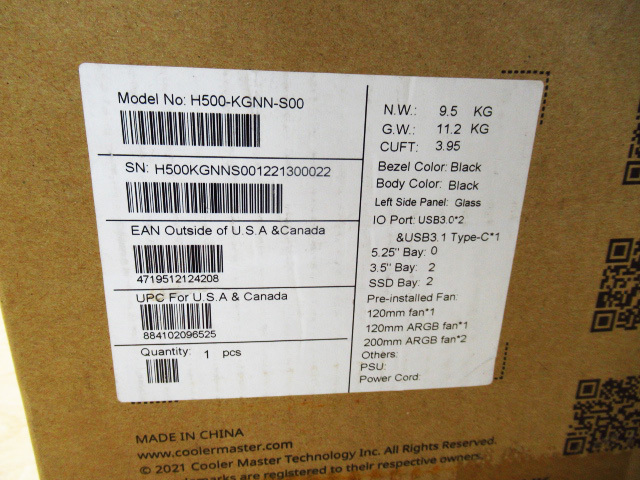 Model No: H500-KGNN-S00
SN: H500KGNNS001221300022
EAN Outside of U.S.A &Canada
4719512124208
UPC For U.S.A & Canada
884102096525
Quantity: 1 pcs
N.W.: 9.5 KG
G.W.: 11.2 KG
CUFT: 3.95
Bezel Color: Black
Body Color: Black
Left Side Panel: Glass
IO Port: USB3.0*2
&USB3.1 Type-C*1
5.25" Bay: 0
3.5" Bay: 2
SSD Bay: 2
Pre-installed Fan:
120mm fan*1
120mm ARGB fan*1
200mm ARGB fan*2
Others:
PSU:
Power Cord:
MADE IN CHINA
www.coolermaster.com
© 2021 Cooler Master Technology Inc. All Rights Reserved.
are registered to their respective owners.